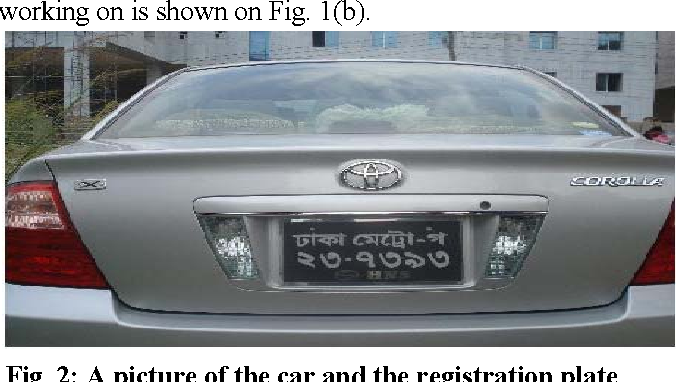 working on is shown on Fig. 1(b).
X
TOYOTA
COROLLA
ঢাকা মেট্রো-গ
২৩-৭৩৯৩
Fig. 2: A picture of the car and the registration plate